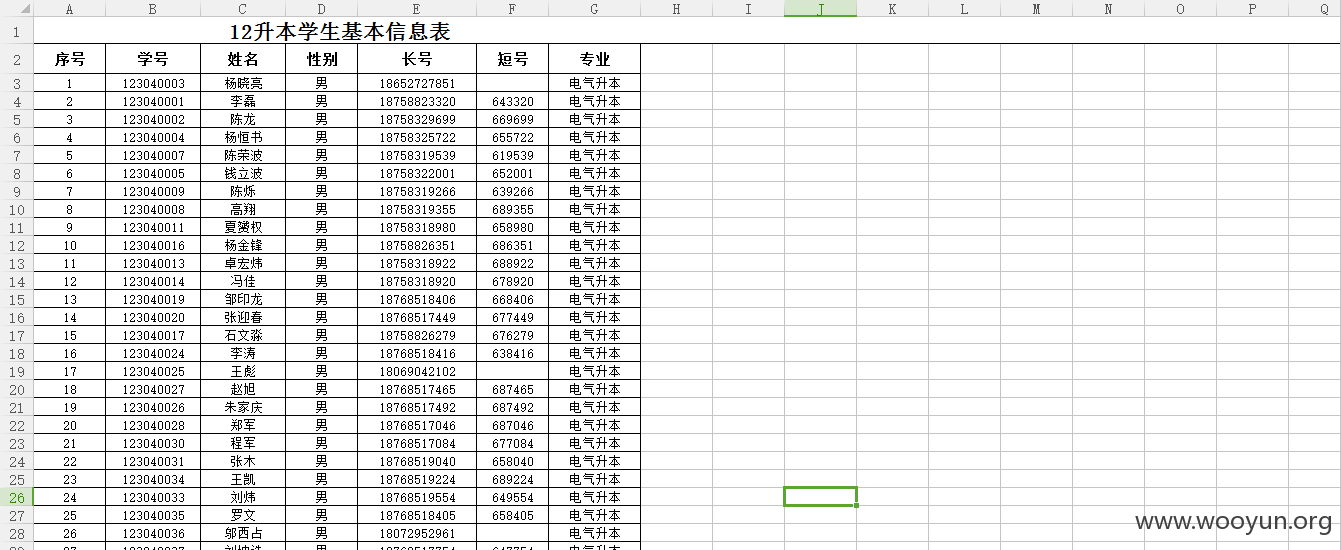 A B C D E F G H I J K L M N O P Q
1 12升本学生基本信息表
2 序号 学号 姓名 性别 长号 短号 专业
3 1 123040003 杨晓亮 男 18652727851 电气升本
4 2 123040001 李磊 男 18758823320 643320 电气升本
5 3 123040002 陈龙 男 18758329699 669699 电气升本
6 4 123040004 杨恒书 男 18758325722 655722 电气升本
7 5 123040007 陈荣波 男 18758319539 619539 电气升本
8 6 123040005 钱立波 男 18758322001 652001 电气升本
9 7 123040009 陈烁 男 18758319266 639266 电气升本
10 8 123040008 高翔 男 18758319355 689355 电气升本
11 9 123040011 夏赟权 男 18758318980 658980 电气升本
12 10 123040016 杨金锋 男 18758826351 686351 电气升本
13 11 123040013 卓宏炜 男 18758318922 688922 电气升本
14 12 123040014 冯佳 男 18758318920 678920 电气升本
15 13 123040019 邹印龙 男 18768518406 668406 电气升本
16 14 123040020 张迎春 男 18768517449 677449 电气升本
17 15 123040017 石文淼 男 18758826279 676279 电气升本
18 16 123040024 李涛 男 18768518416 638416 电气升本
19 17 123040025 王彪 男 18069042102 电气升本
20 18 123040027 赵旭 男 18768517465 687465 电气升本
21 19 123040026 朱家庆 男 18768517492 687492 电气升本
22 20 123040028 郑军 男 18768517046 687046 电气升本
23 21 123040030 程军 男 18768517084 677084 电气升本
24 22 123040031 张木 男 18768519040 658040 电气升本
25 23 123040034 王凯 男 18768519224 689224 电气升本
26 24 123040033 刘炜 男 18768519554 649554 电气升本
27 25 123040035 罗文 男 18768518405 658405 电气升本
28 26 123040036 邬西占 男 18072952961 电气升本
www.wooyun.org